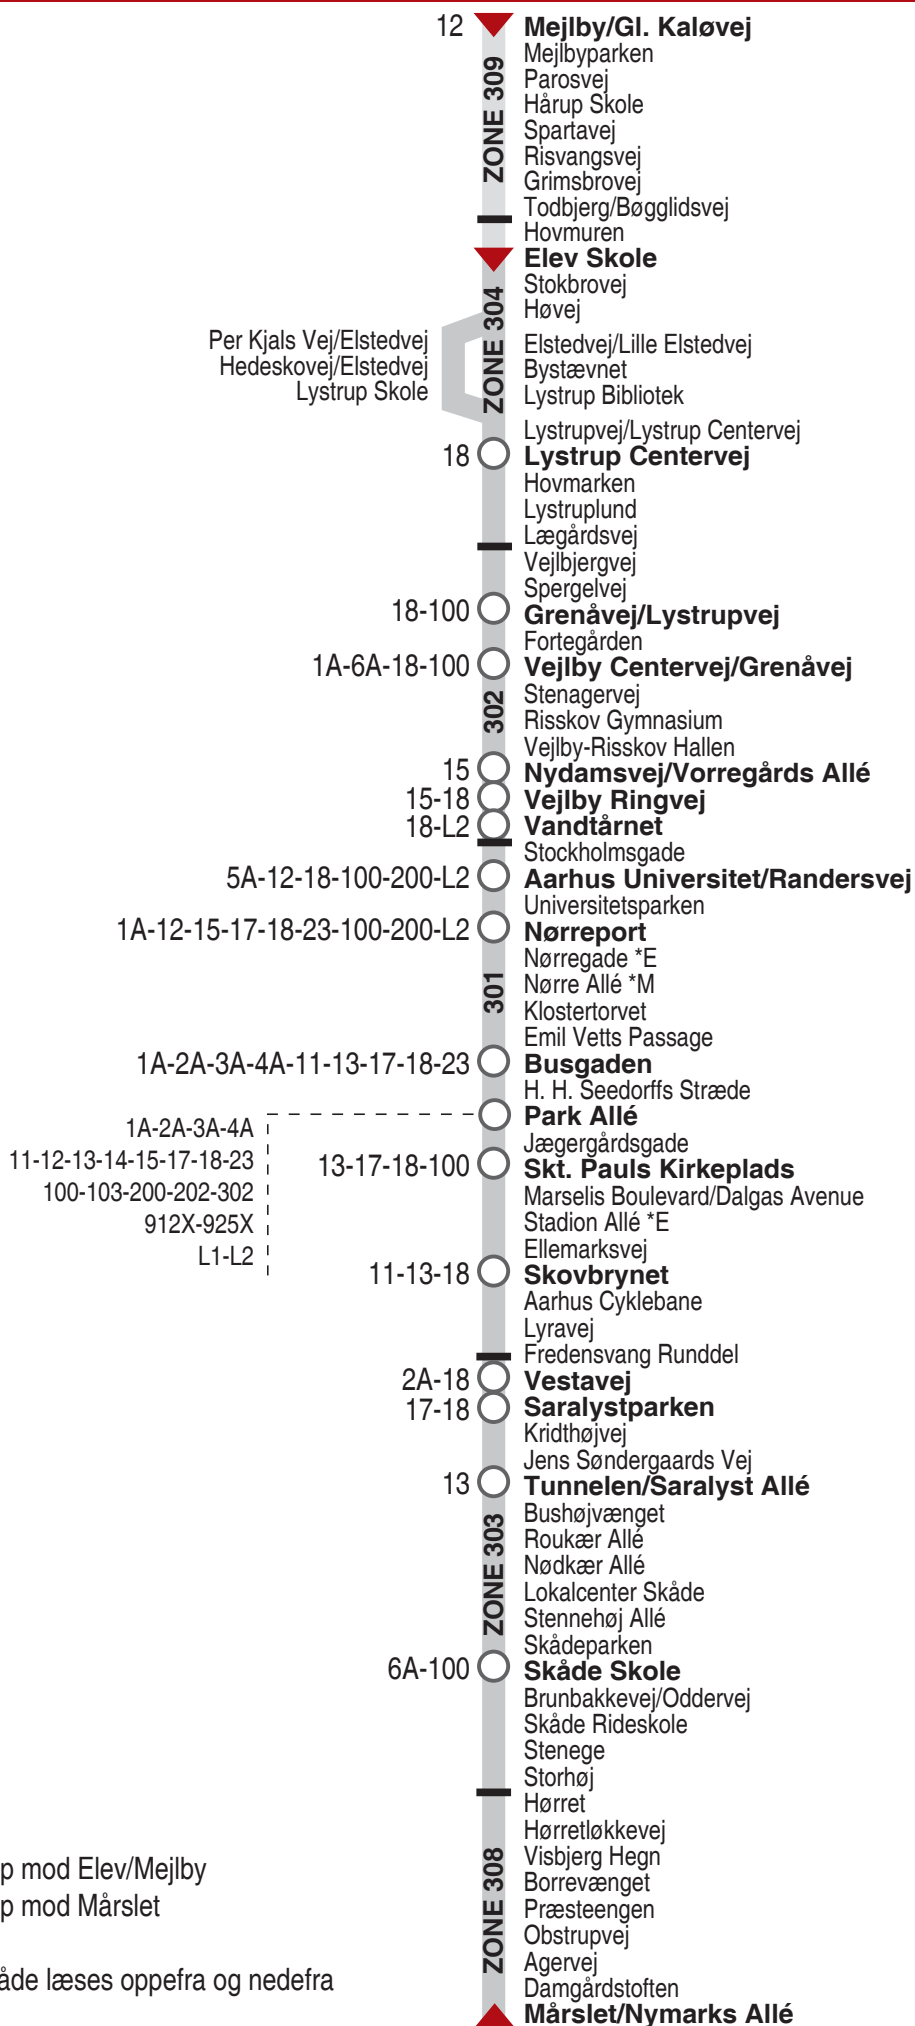 12 Mejlby/Gl. Kaløvej
Mejlbyparken
Parosvej
Hårup Skole
Spartavej
Risvangsvej
Grimsbrovej
Todbjerg/Bøgglidsvej
ZONE 309
Hovmuren
Elev Skole
Stokbrovej
Høvej
ZONE 304
Per Kjals Vej/Elstedvej
Hedeskovej/Elstedvej
Lystrup Skole
Elstedvej/Lille Elstedvej
Bystævnet
Lystrup Bibliotek
Lystrupvej/Lystrup Centervej
18 Lystrup Centervej
Hovmarken
Lystruplund
Lægårdsvej
Vejlbjergvej
Spergelvej
18-100 Grenåvej/Lystrupvej
Fortegården
1A-6A-18-100 Vejlby Centervej/Grenåvej
302
Stenagervej
Risskov Gymnasium
Vejlby-Risskov Hallen
15 Nydamsvej/Vorregårds Allé
15-18 Vejlby Ringvej
18-L2 Vandtårnet
Stockholmsgade
5A-12-18-100-200-L2 Aarhus Universitet/Randersvej
Universitetsparken
1A-12-15-17-18-23-100-200-L2 Nørreport
Nørregade *E
Nørre Allé *M
301
Klostertorvet
Emil Vetts Passage
1A-2A-3A-4A-11-13-17-18-23 Busgaden
H. H. Seedorffs Stræde
Park Allé
1A-2A-3A-4A
11-12-13-14-15-17-18-23
100-103-200-202-302
912X-925X
L1-L2
Jægergårdsgade
13-17-18-100 Skt. Pauls Kirkeplads
Marselis Boulevard/Dalgas Avenue
Stadion Allé *E
Ellemarksvej
11-13-18 Skovbrynet
Aarhus Cyklebane
Lyravej
Fredensvang Runddel
2A-18 Vestavej
17-18 Saralystparken
Kridthøjvej
Jens Søndergaards Vej
13 Tunnelen/Saralyst Allé
Bushøjvænget
Roukær Allé
Nødkær Allé
ZONE 303
Lokalcenter Skåde
Stennehøj Allé
Skådeparken
6A-100 Skåde Skole
Brunbakkevej/Oddervej
Skåde Rideskole
Stenege
Storhøj
Hørret
Hørretløkkevej
Visbjerg Hegn
Borrevænget
ZONE 308
Præsteengen
Obstrupvej
Agervej
Damgårdstoften
Mårslet/Nymarks Allé
p mod Elev/Mejlby
p mod Mårslet
åde læses oppefra og nedefra